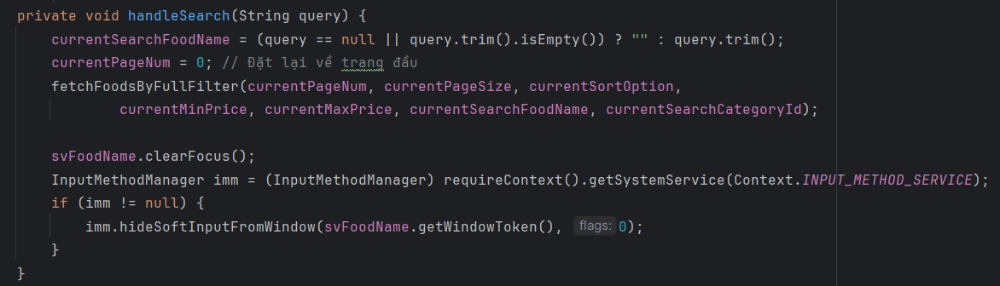 private void handleSearch(String query) {
currentSearchFoodName = (query == null || query.trim().isEmpty()) ? "" : query.trim();
currentPageNum = 0; // Đặt lại về trang đầu
fetchFoodsByFullFilter(currentPageNum, currentPageSize, currentSortOption,
currentMinPrice, currentMaxPrice, currentSearchFoodName, currentSearchCategoryId);
svFoodName.clearFocus();
InputMethodManager imm = (InputMethodManager) requireContext().getSystemService(Context.INPUT_METHOD_SERVICE);
if (imm != null) {
imm.hideSoftInputFromWindow(svFoodName.getWindowToken(), flags: 0);
}
}